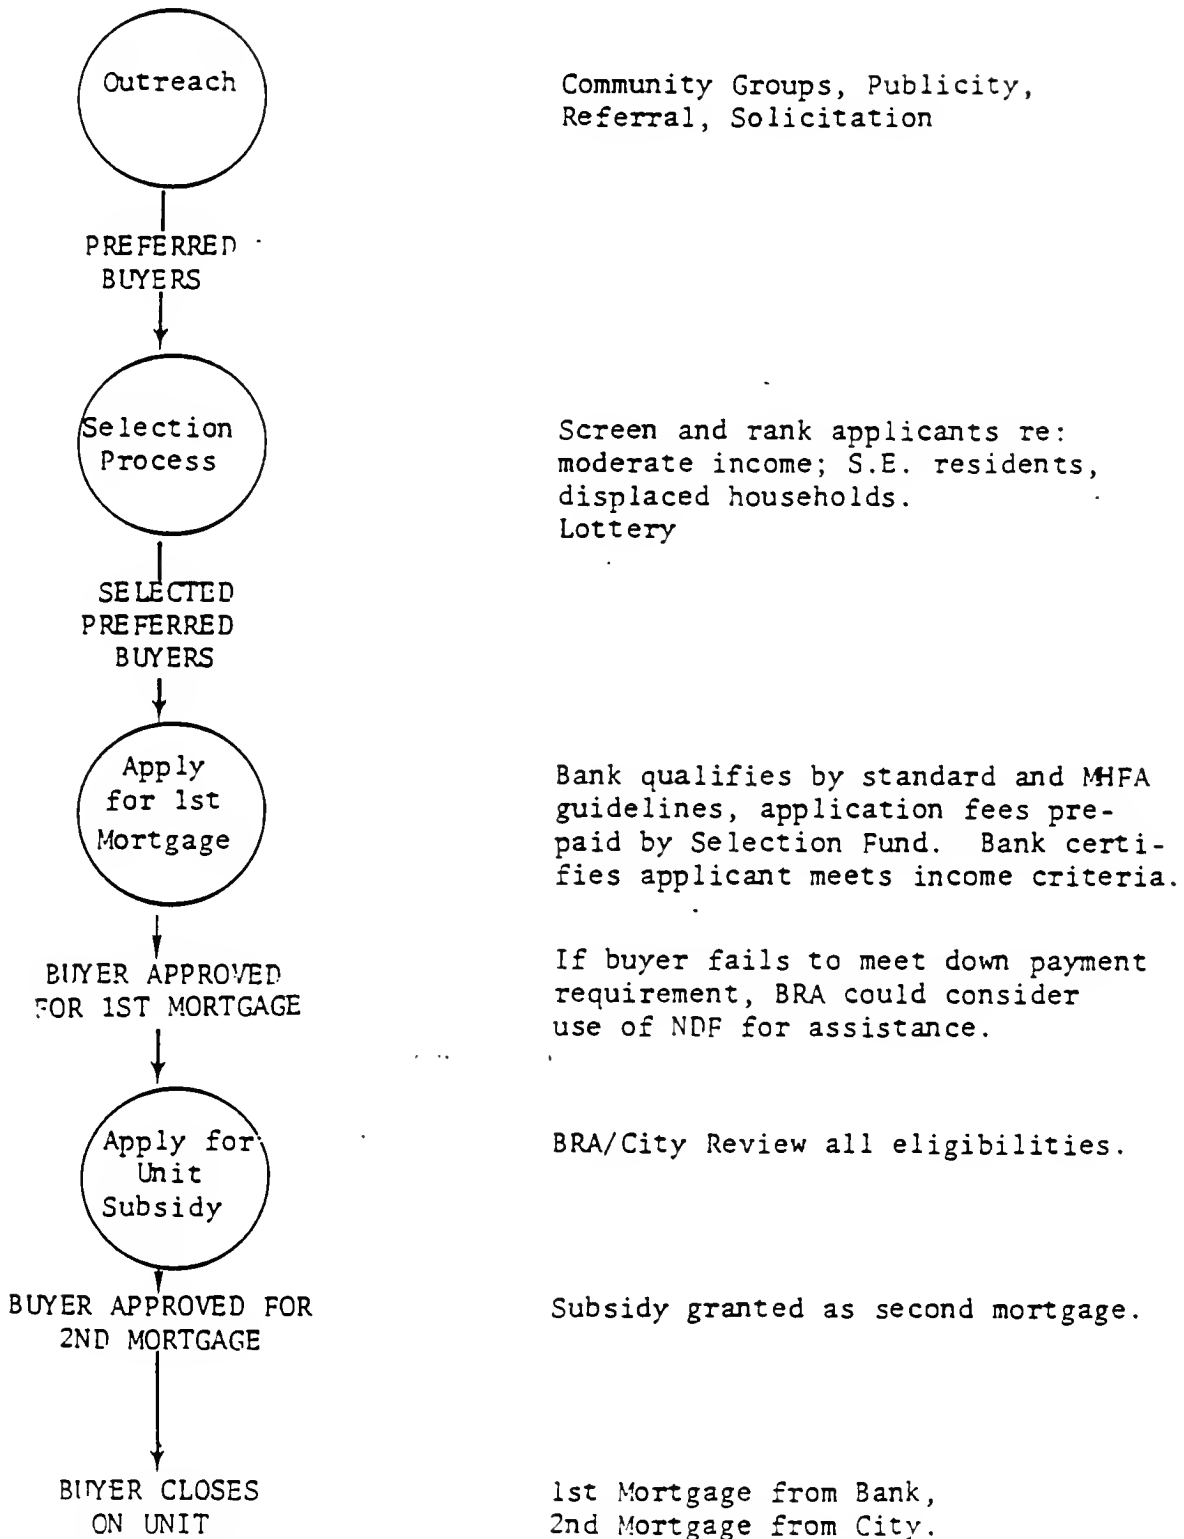 Outreach
Community Groups, Publicity,
Referral, Solicitation
PREFERRED
BUYERS
Selection
Process
Screen and rank applicants re:
moderate income; S.E. residents,
displaced households.
Lottery
SELECTED
PREFERRED
BUYERS
Apply
for 1st
Mortgage
Bank qualifies by standard and MHFA
guidelines, application fees pre-
paid by Selection Fund. Bank certi-
fies applicant meets income criteria.
BUYER APPROVED
FOR 1ST MORTGAGE
If buyer fails to meet down payment
requirement, BRA could consider
use of NDF for assistance.
Apply for
Unit
Subsidy
BRA/City Review all eligibilities.
BUYER APPROVED FOR
2ND MORTGAGE
Subsidy granted as second mortgage.
BUYER CLOSES
ON UNIT
1st Mortgage from Bank,
2nd Mortgage from City.